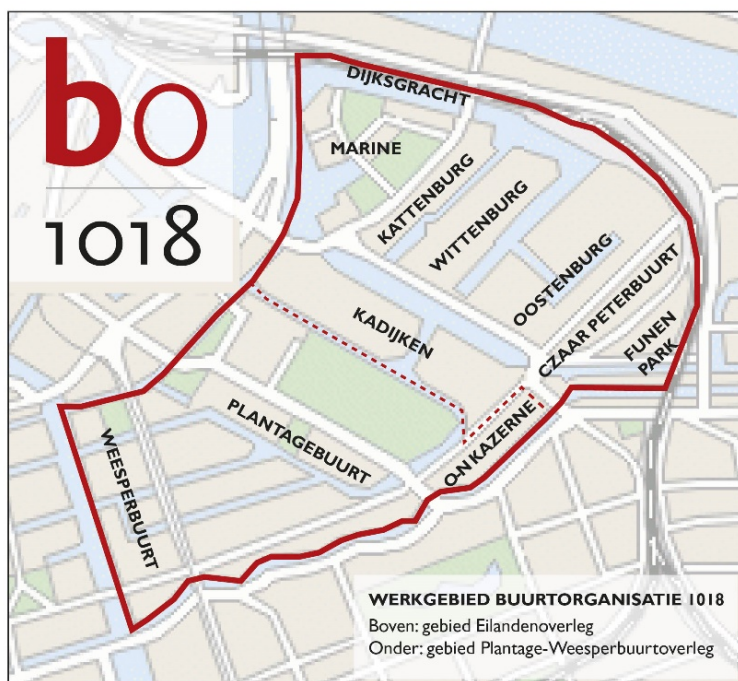 bo
1018
DIJKSGRACHT
MARINE
KATTENBURG
WITTENBURG
OOSTENBURG
CZAAR PETERBUURT
FUNEN
PARK
KADIJKEN
PLANTAGEBUURT
O-N KAZERNE
WEESPERBUURT
WERKGEBIED BUURTORGANISATIE 1018
Boven: gebied Eilandenoverleg
Onder: gebied Plantage-Weesperbuurtoverleg